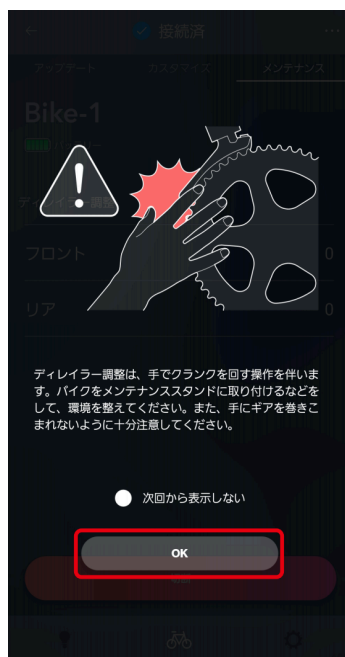 接続済
アップデート カスタマイズ メンテナンス
Bike-1
フロント 0
リア 0
ディレイラー調整は、手でクランクを回す操作を伴いま
す。バイクをメンテナンススタンドに取り付けるなどを
して、環境を整えてください。また、手にギアを巻きこ
まれないように十分注意してください。
次回から表示しない
OK